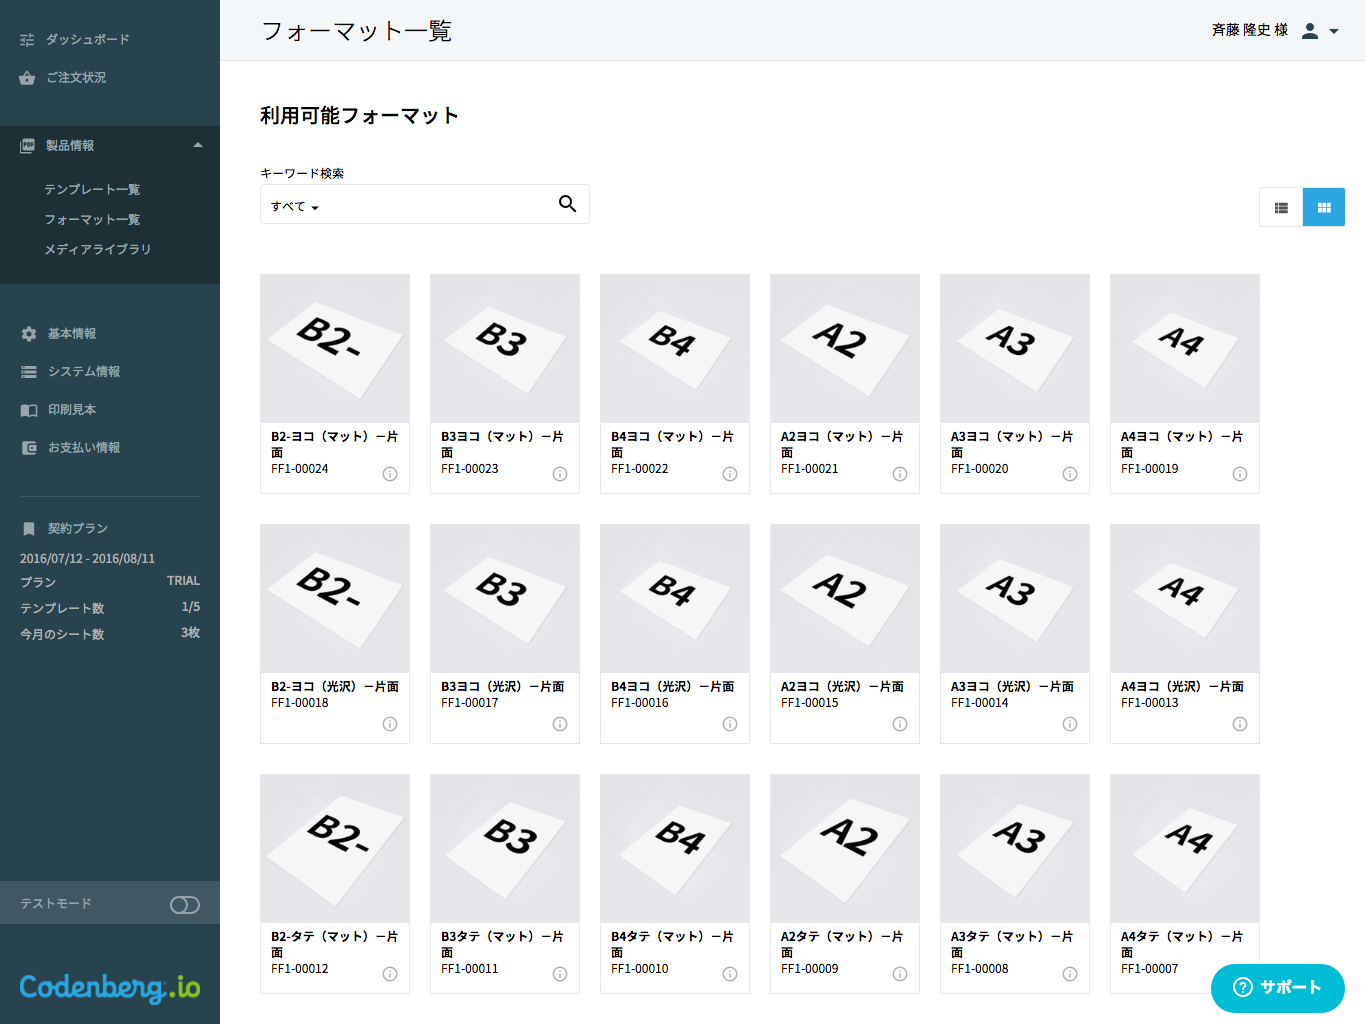 ダッシュボード
ご注文状況
製品情報
テンプレート一覧
フォーマット一覧
メディアライブラリ
基本情報
システム情報
印刷見本
お支払い情報
契約プラン
2016/07/12 - 2016/08/11
プラン TRIAL
テンプレート数 1/5
今月のシート数 3枚
テストモード
Codenberg.io
フォーマット一覧
斉藤 隆史 様
利用可能フォーマット
キーワード検索
すべて
B2- B3 B4 A2 A3 A4
B2-ヨコ（マット）－片
面
FF1-00024
B3ヨコ（マット）－片
面
FF1-00023
B4ヨコ（マット）－片
面
FF1-00022
A2ヨコ（マット）－片
面
FF1-00021
A3ヨコ（マット）－片
面
FF1-00020
A4ヨコ（マット）－片
面
FF1-00019
B2- B3 B4 A2 A3 A4
B2-ヨコ（光沢）－片面
FF1-00018
B3ヨコ（光沢）－片面
FF1-00017
B4ヨコ（光沢）－片面
FF1-00016
A2ヨコ（光沢）－片面
FF1-00015
A3ヨコ（光沢）－片面
FF1-00014
A4ヨコ（光沢）－片面
FF1-00013
B2- B3 B4 A2 A3 A4
B2-タテ（マット）－片
面
FF1-00012
B3タテ（マット）－片
面
FF1-00011
B4タテ（マット）－片
面
FF1-00010
A2タテ（マット）－片
面
FF1-00009
A3タテ（マット）－片
面
FF1-00008
A4タテ（マット）－片
面
FF1-00007
サポート